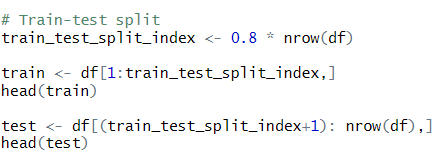 # Train-test split
train_test_split_index <- 0.8 * nrow(df)
train <- df[1:train_test_split_index,]
head(train)
test <- df[(train_test_split_index+1): nrow(df),]
head(test)